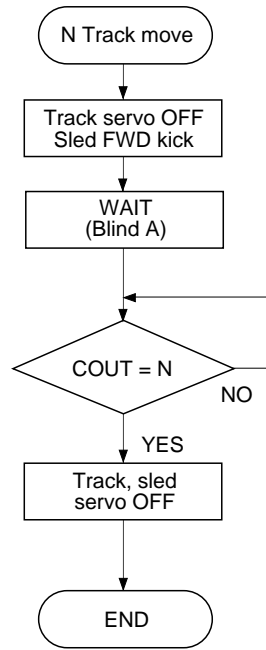 N Track move
Track servo OFF
Sled FWD kick
WAIT
(Blind A)
COUT = N
NO
YES
Track, sled
servo OFF
END